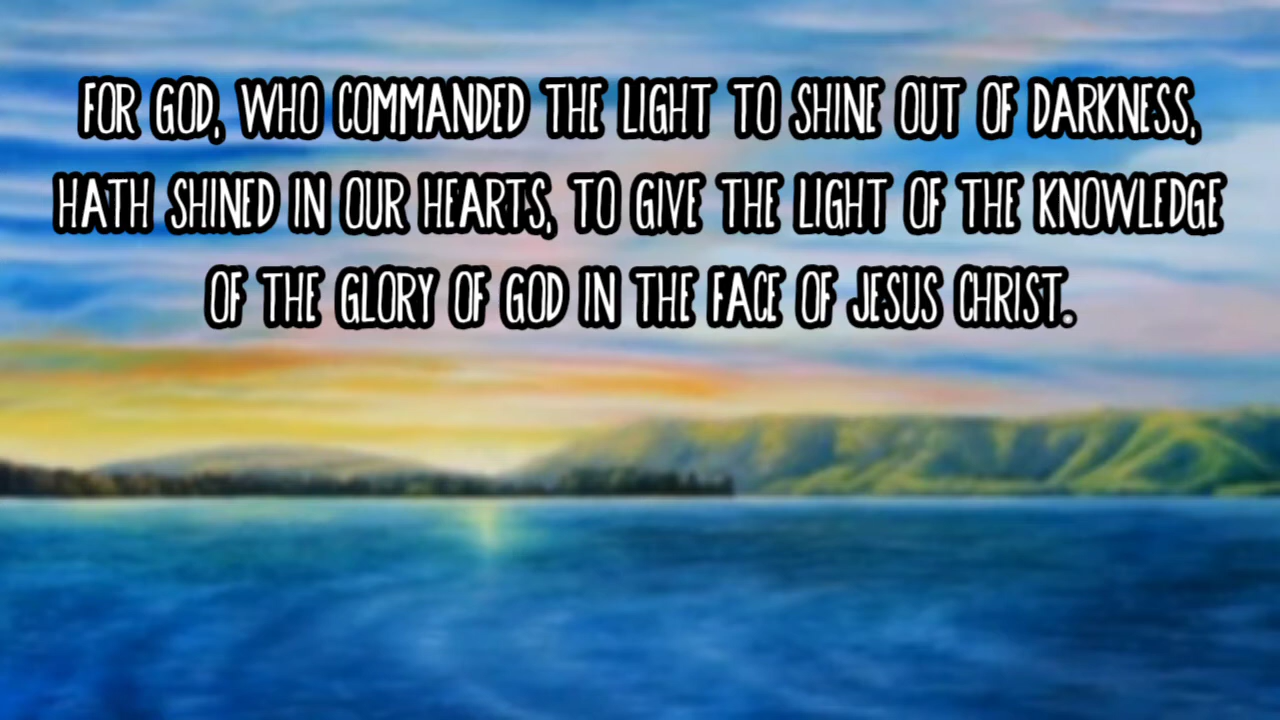 FOR GOD, WHO COMMANDED THE LIGHT TO SHINE OUT OF DARKNESS,
HATH SHINED IN OUR HEARTS, TO GIVE THE LIGHT OF THE KNOWLEDGE
OF THE GLORY OF GOD IN THE FACE OF JESUS CHRIST.